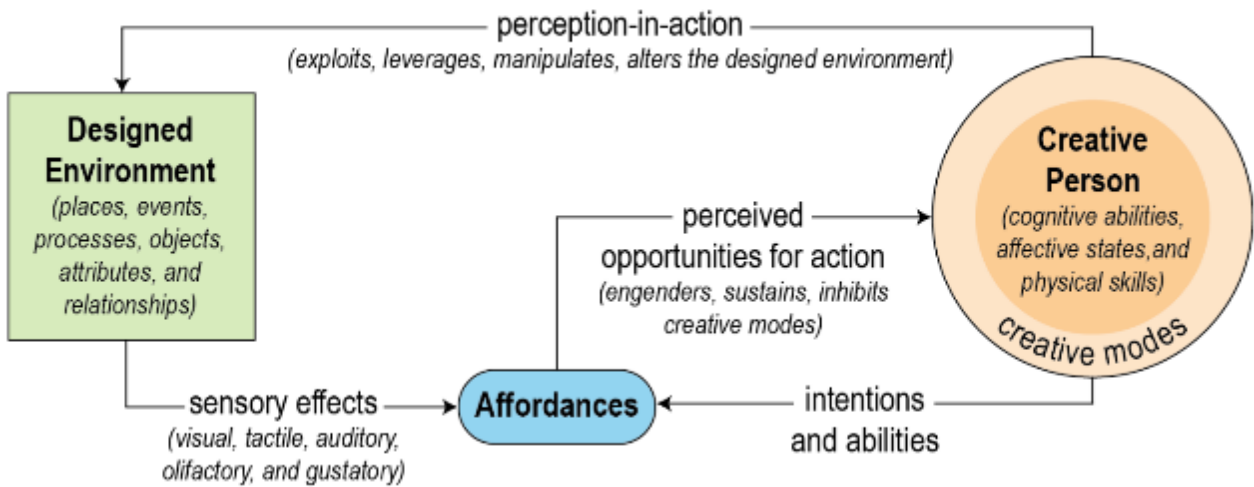 perception-in-action
(exploits, leverages, manipulates, alters the designed environment)
Designed
Environment
(places, events,
processes, objects,
attributes, and
relationships)
Creative
Person
(cognitive abilities,
affective states,and
physical skills)
creative modes
perceived
opportunities for action
(engenders, sustains, inhibits
creative modes)
sensory effects
(visual, tactile, auditory,
olfactory, and gustatory)
Affordances
intentions
and abilities